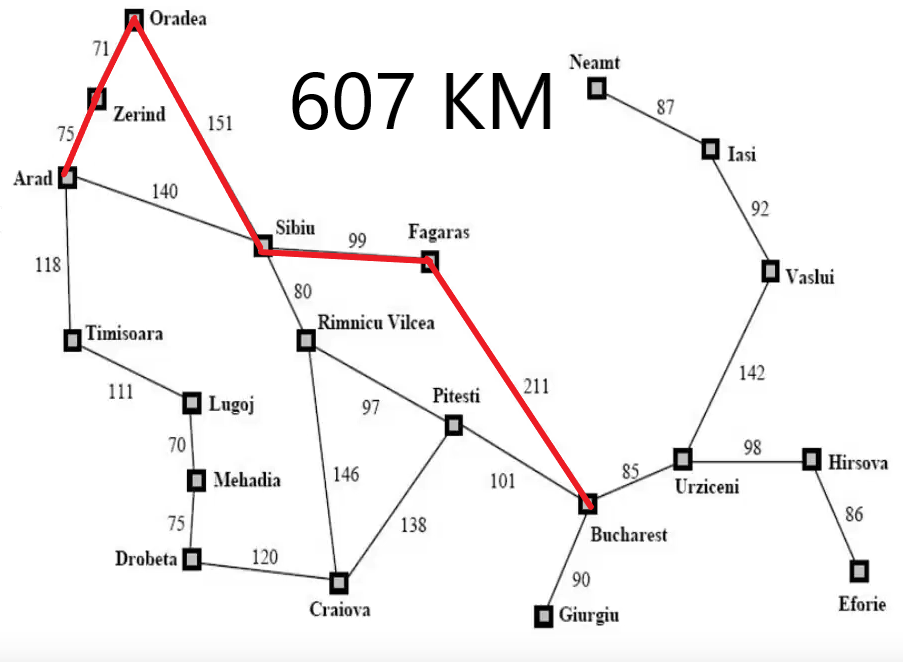 Oradea
71
Neamt
607 KM
87
Zerind
151
75
Iasi
Arad
140
92
Sibiu
Fagaras
99
118
Vaslui
80
Rimnicu Vilcea
Timisoara
142
211
111
Pitesti
97
Lugoj
70
98
Hirsova
85
Mehadia
146
101
Urziceni
86
75
138
Bucharest
Drobeta
120
90
Craiova
Giurgiu
Eforie